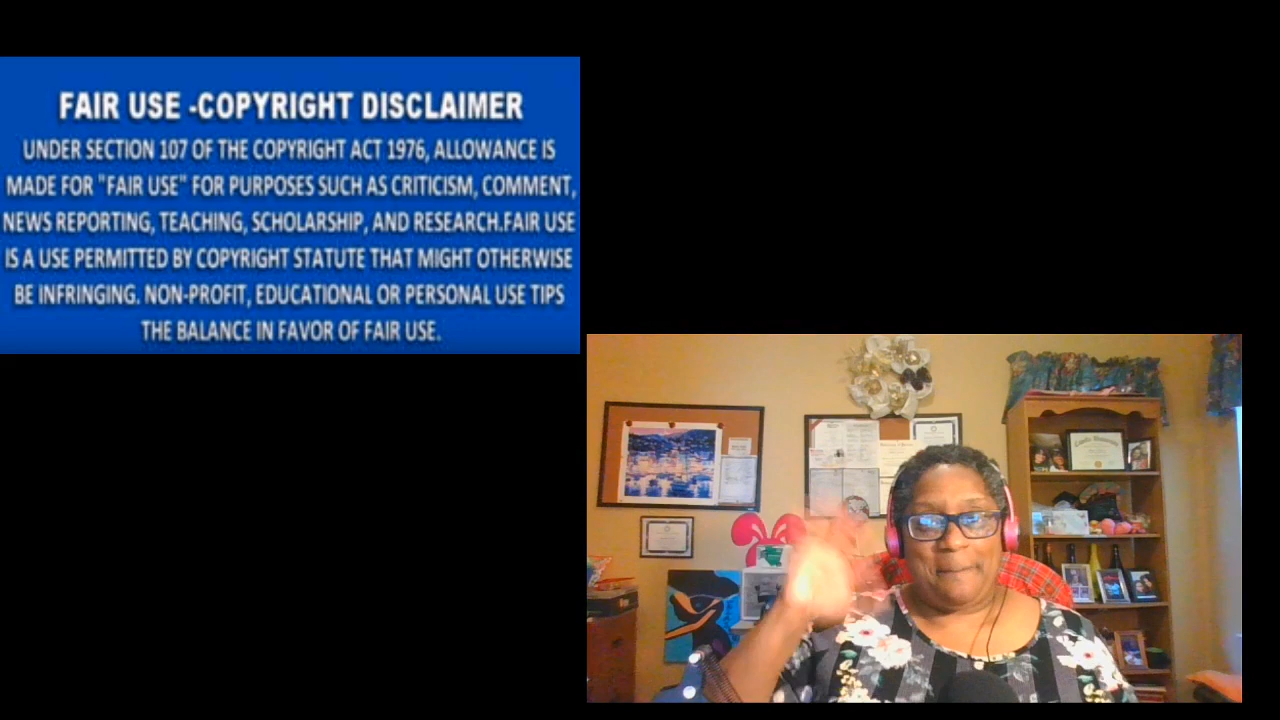 FAIR USE -COPYRIGHT DISCLAIMER
UNDER SECTION 107 OF THE COPYRIGHT ACT 1976, ALLOWANCE IS
MADE FOR "FAIR USE" FOR PURPOSES SUCH AS CRITICISM, COMMENT,
NEWS REPORTING, TEACHING, SCHOLARSHIP, AND RESEARCH.FAIR USE
IS A USE PERMITTED BY COPYRIGHT STATUTE THAT MIGHT OTHERWISE
BE INFRINGING. NON-PROFIT, EDUCATIONAL OR PERSONAL USE TIPS
THE BALANCE IN FAVOR OF FAIR USE.